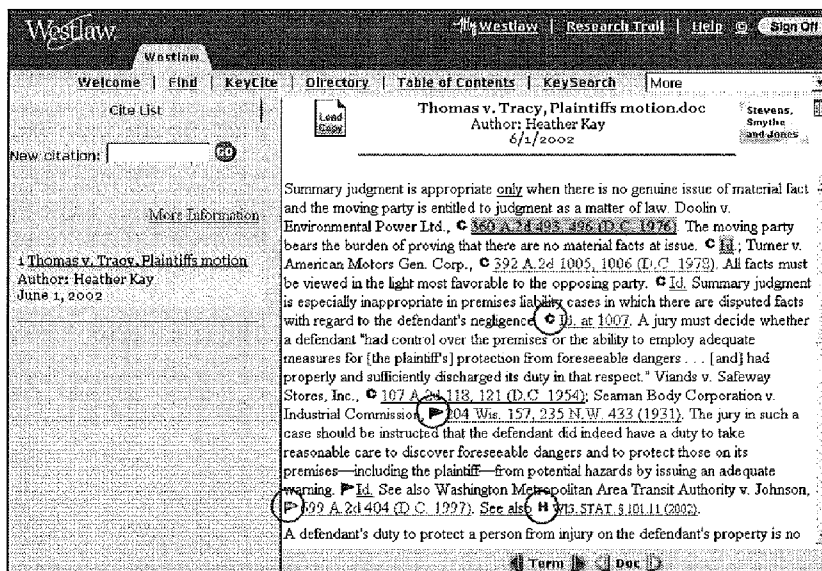 Westlaw
My Westlaw | Research Trail | Help Sign Off
Westlaw
Welcome | Find | KeyCite | Directory | Table of Contents | KeySearch More
Cite List
New citation: GO
More Information
1 Thomas v. Tracy, Plaintiffs motion
Author: Heather Kay
June 1, 2002
Load
Copy
Thomas v. Tracy, Plaintiffs motion.doc
Author: Heather Kay
6/1/2002
Stevens,
Smythe
and Jones
Summary judgment is appropriate only when there is no genuine issue of material fact
and the moving party is entitled to judgment as a matter of law. Doolin v.
Environmental Power Ltd., C 360 A.2d 493, 496 (D.C. 1976). The moving party
bears the burden of proving that there are no material facts at issue. C Id.; Turner v.
American Motors Gen. Corp., C 392 A.2d 1005, 1006 (D.C. 1978). All facts must
be viewed in the light most favorable to the opposing party. C Id. Summary judgment
is especially inappropriate in premises liability cases in which there are disputed facts
with regard to the defendant's negligence C Id. at 1007. A jury must decide whether
a defendant "had control over the premises or the ability to employ adequate
measures for [the plaintiff's] protection from foreseeable dangers . . . [and] had
properly and sufficiently discharged its duty in that respect." Viands v. Safeway
Stores, Inc., C 107 A.2d 118, 121 (D.C. 1954); Seaman Body Corporation v.
Industrial Commission 204 Wis. 157, 235 N.W. 433 (1931). The jury in such a
case should be instructed that the defendant did indeed have a duty to take
reasonable care to discover foreseeable dangers and to protect those on its
premises—including the plaintiff—from potential hazards by issuing an adequate
warning. Id. See also Washington Metropolitan Area Transit Authority v. Johnson,
699 A.2d 404 (D.C. 1997). See also H WIS. STAT. § 101.11 (2002).
A defendant's duty to protect a person from injury on the defendant's property is no
Term Doc